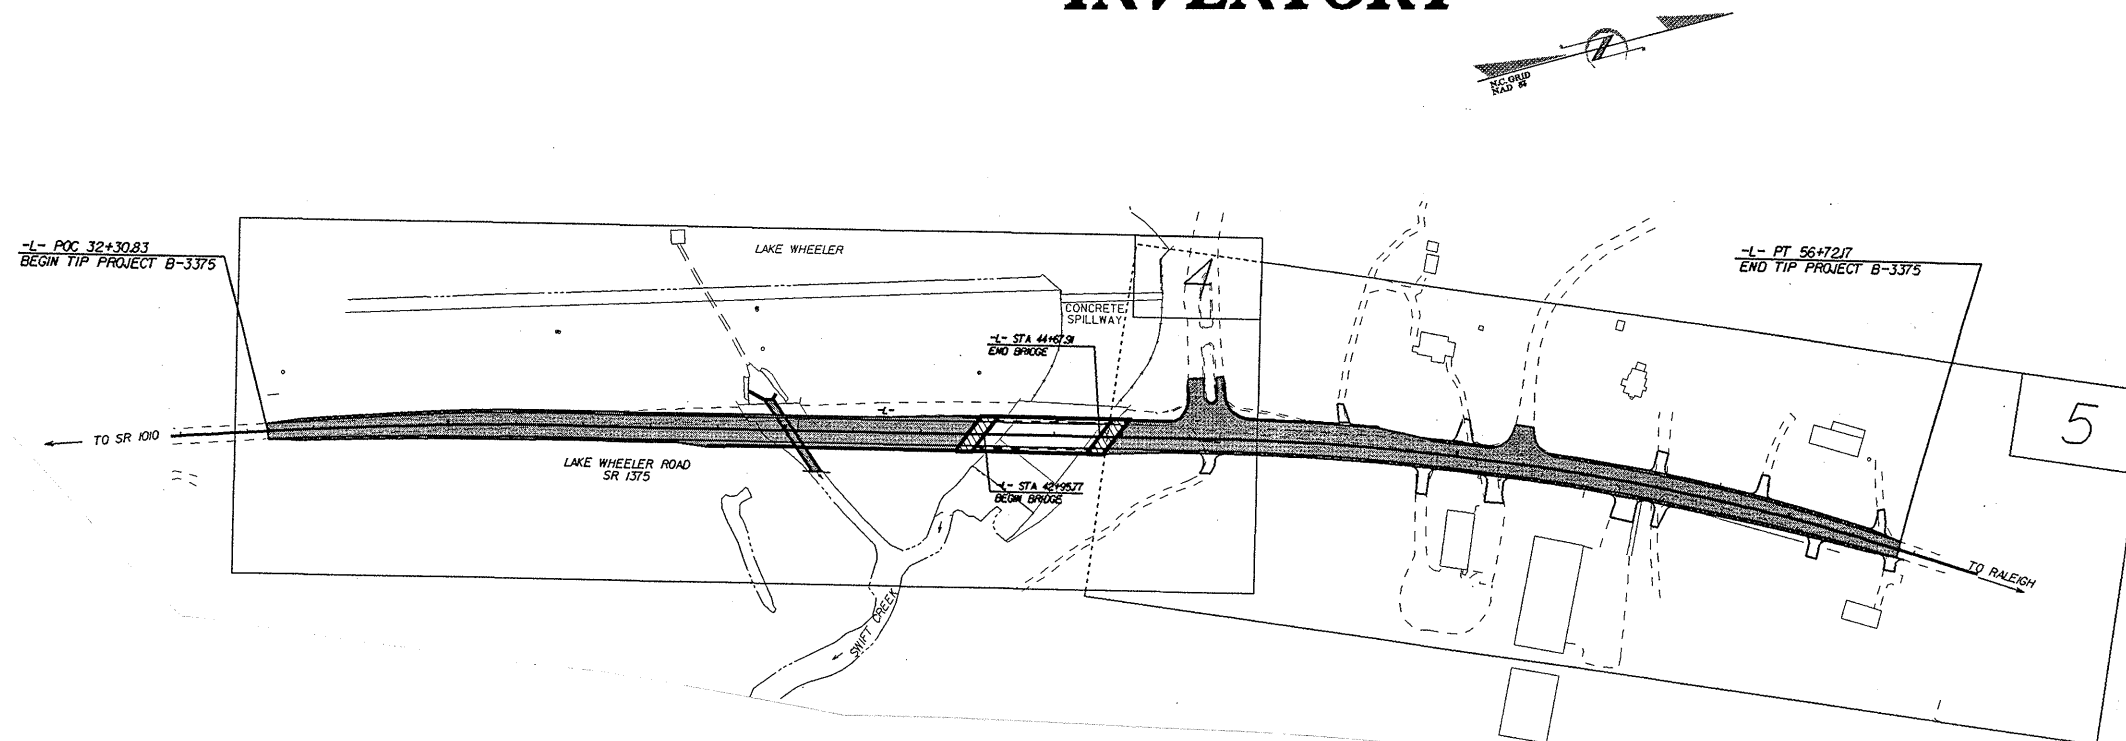 INVENTORY
N.C. GRID
-L- POC 32+30.83
BEGIN TIP PROJECT B-3375
LAKE WHEELER
-L- PT 56+72.17
END TIP PROJECT B-3375
4
CONCRETE
SPILLWAY
-L- STA 44+67.91
END BRIDGE
5
-L-
TO SR 1010
LAKE WHEELER ROAD
SR 1375
-L- STA 42+95.77
BEGIN BRIDGE
TO RALEIGH
SWIFT CREEK